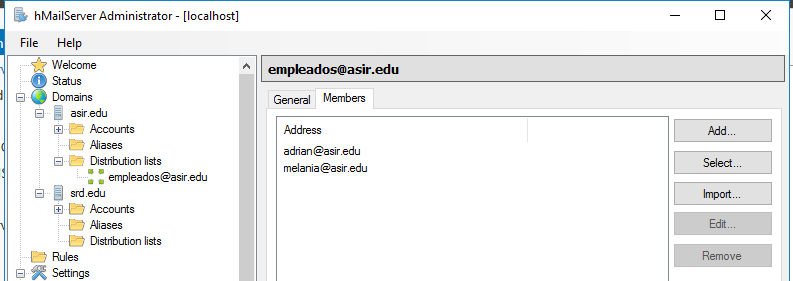 hMailServer Administrator - [localhost]
File Help
Welcome
Status
Domains
asir.edu
Accounts
Aliases
Distribution lists
empleados@asir.edu
srd.edu
Accounts
Aliases
Distribution lists
Rules
Settings
empleados@asir.edu
General Members
Address
adrian@asir.edu
melania@asir.edu
Add...
Select...
Import...
Edit...
Remove